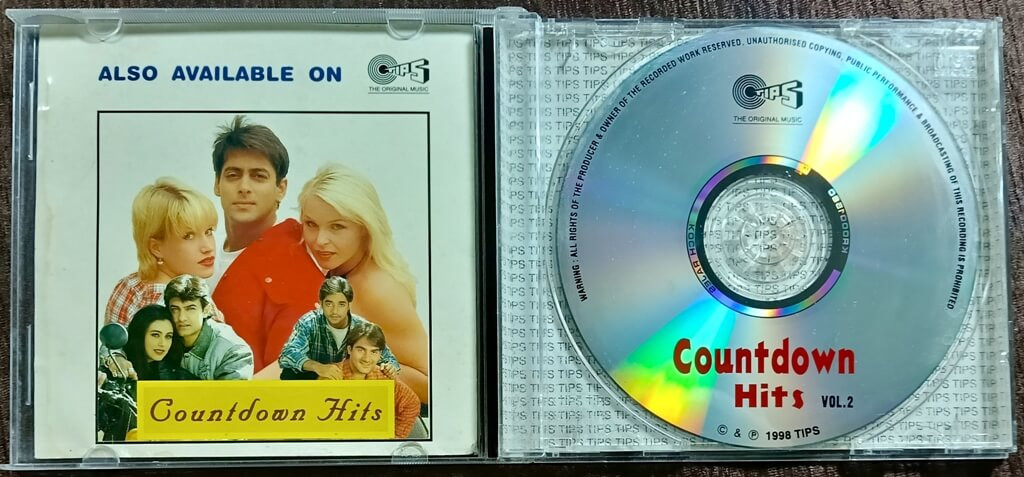 ALSO AVAILABLE ON
TIPS
THE ORIGINAL MUSIC
Countdown Hits
WARNING : ALL RIGHTS OF THE PRODUCER & OWNER OF THE RECORDED WORK RESERVED, UNAUTHORISED COPYING, PUBLIC PERFORMANCE & BROADCASTING OF THIS RECORDING IS PROHIBITED
TIPS
THE ORIGINAL MUSIC
Countdown
Hits VOL.2
© & ℗ 1998 TIPS